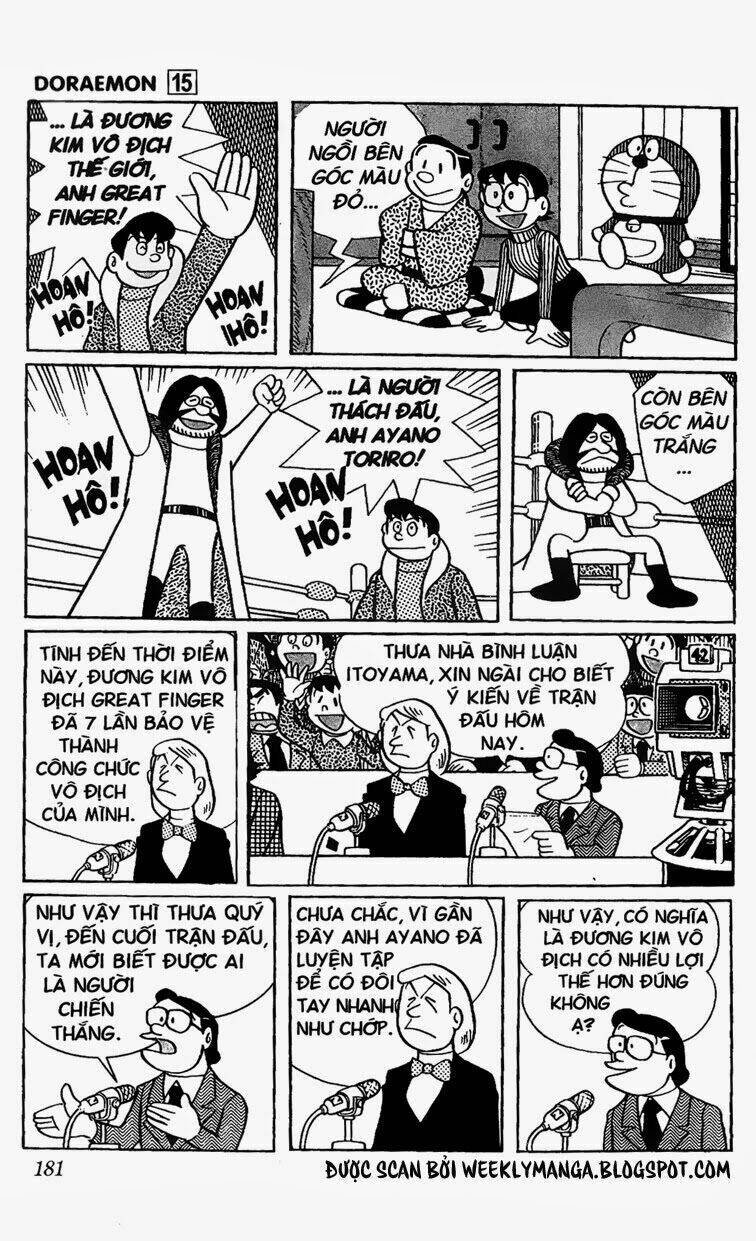 DORAEMON 15
NGƯỜI
NGỒI BÊN
GÓC MÀU
ĐỎ...
... LÀ ĐƯƠNG
KIM VÔ ĐỊCH
THẾ GIỚI,
ANH GREAT
FINGER!
HOAN
IHÔ!
HOAN
HÔ!
CÒN BÊN
GÓC MÀU
TRẮNG
...
... LÀ NGƯỜI
THÁCH ĐẤU,
ANH AYANO
TORIRO!
HOAN
HÔ!
HOAN
HÔ!
THƯA NHÀ BÌNH LUẬN
ITOYAMA, XIN NGÀI CHO BIẾT
Ý KIẾN VỀ TRẬN
ĐẤU HÔM
NAY.
42
TÍNH ĐẾN THỜI ĐIỂM
NÀY, ĐƯƠNG KIM VÔ
ĐỊCH GREAT FINGER
ĐÃ 7 LẦN BẢO VỆ
THÀNH
CÔNG CHỨC
VÔ ĐỊCH
CỦA MÌNH.
NHƯ VẬY, CÓ NGHĨA
LÀ ĐƯƠNG KIM VÔ
ĐỊCH CÓ NHIỀU LỢI
THẾ HƠN ĐÚNG
KHÔNG
Ạ?
CHƯA CHẮC, VÌ GẦN
ĐÂY ANH AYANO ĐÃ
LUYỆN TẬP
ĐỂ CÓ ĐÔI
TAY NHANH
NHƯ CHỚP.
NHƯ VẬY THÌ THƯA QUÝ
VỊ, ĐẾN CUỐI TRẬN ĐẤU,
TA MỚI BIẾT ĐƯỢC AI
LÀ NGƯỜI
CHIẾN
THẮNG.
181
ĐƯỢC SCAN BỞI WEEKLYMANGA.BLOGSPOT.COM